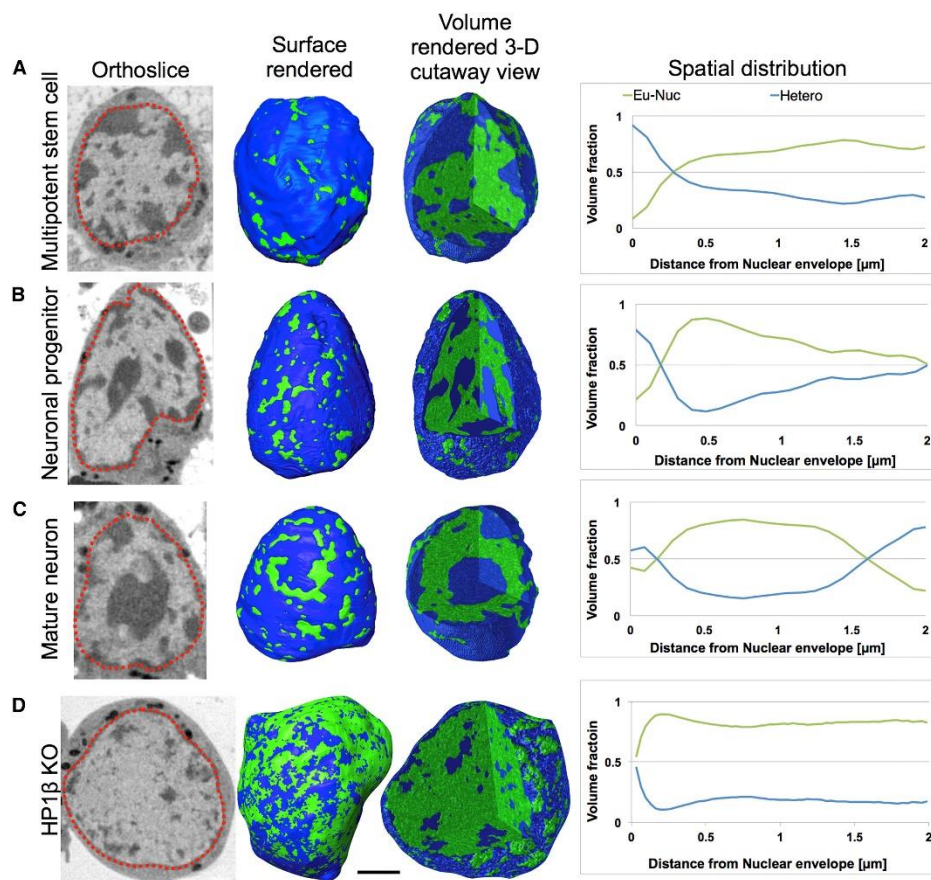 Orthoslice
Surface
rendered
Volume
rendered 3-D
cutaway view
Spatial distribution
A
Multipotent stem cell
Eu-Nuc
Hetero
Volume fraction
1
0.5
0
0
0.5
1
1.5
2
Distance from Nuclear envelope [µm]
B
Neuronal progenitor
Volume fraction
1
0.5
0
0
0.5
1
1.5
2
Distance from Nuclear envelope [µm]
C
Mature neuron
Volume fraction
1
0.5
0
0
0.5
1
1.5
2
Distance from Nuclear envelope [µm]
D
HP1β KO
Volume fractoin
1
0.5
0
0
0.5
1
1.5
2
Distance from Nuclear envelope [µm]